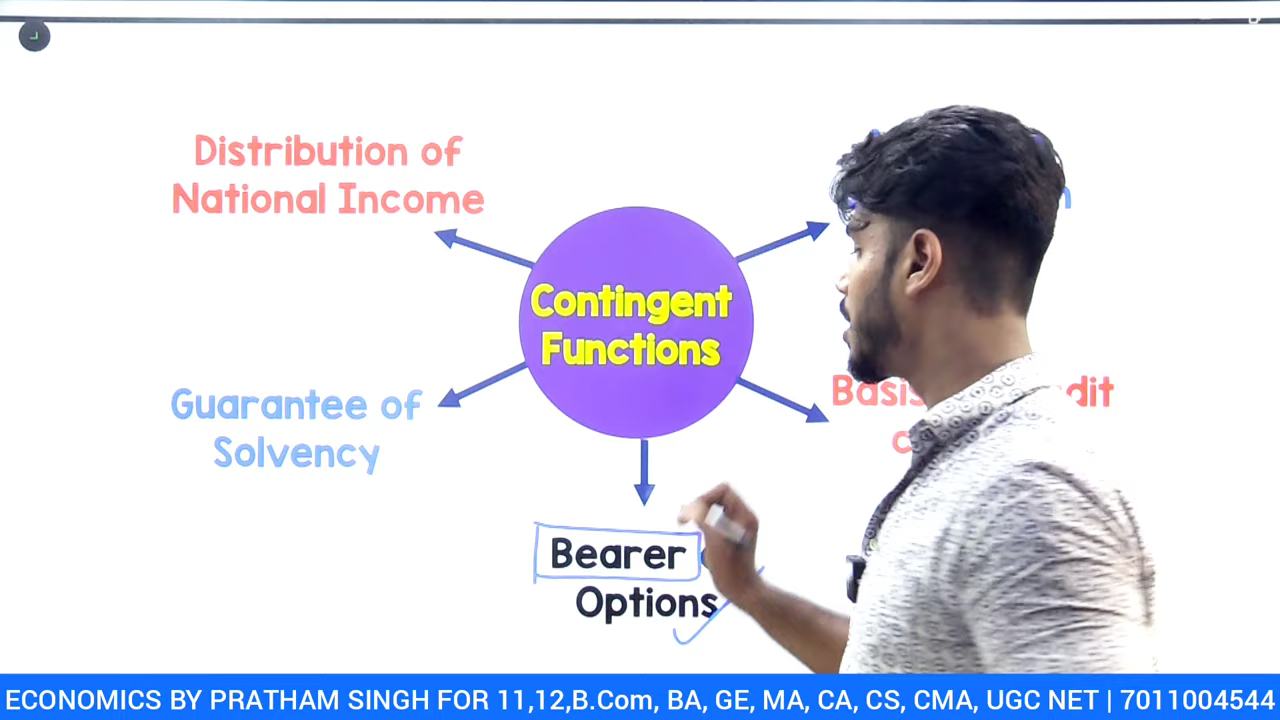 Distribution of
National Income
Contingent
Functions
Guarantee of
Solvency
Bearer
Options
ECONOMICS BY PRATHAM SINGH FOR 11,12,B.Com, BA, GE, MA, CA, CS, CMA, UGC NET | 7011004544